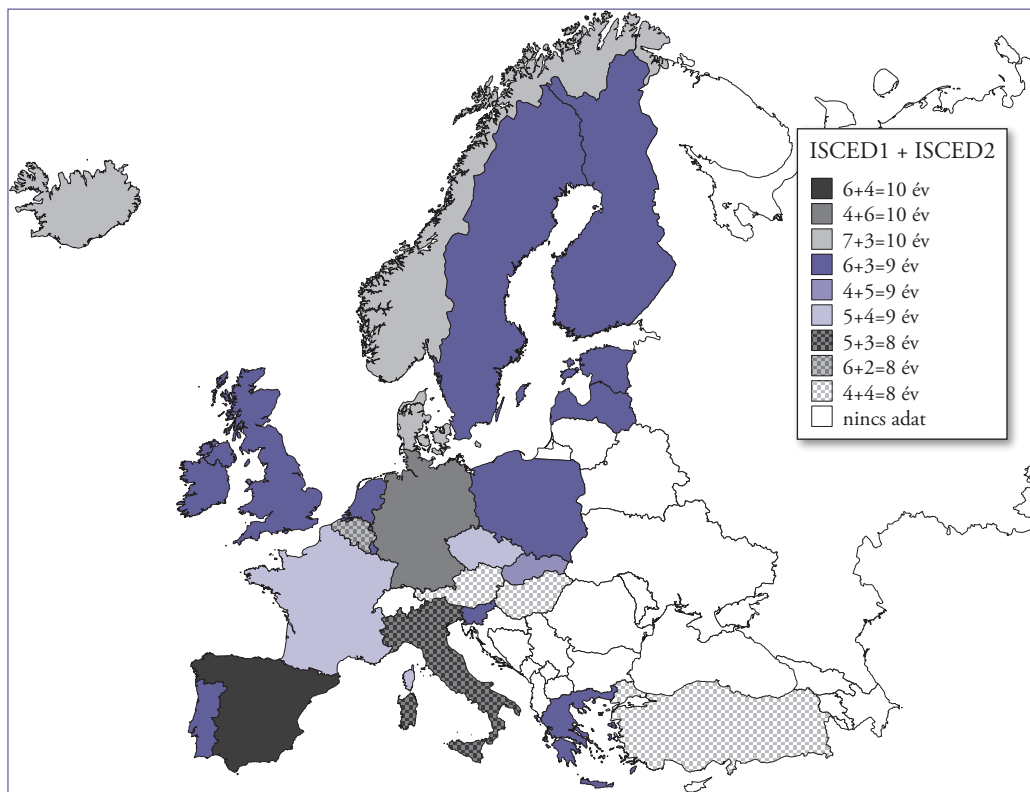 ISCED1 + ISCED2
6+4=10 év
4+6=10 év
7+3=10 év
6+3=9 év
4+5=9 év
5+4=9 év
5+3=8 év
6+2=8 év
4+4=8 év
nincs adat